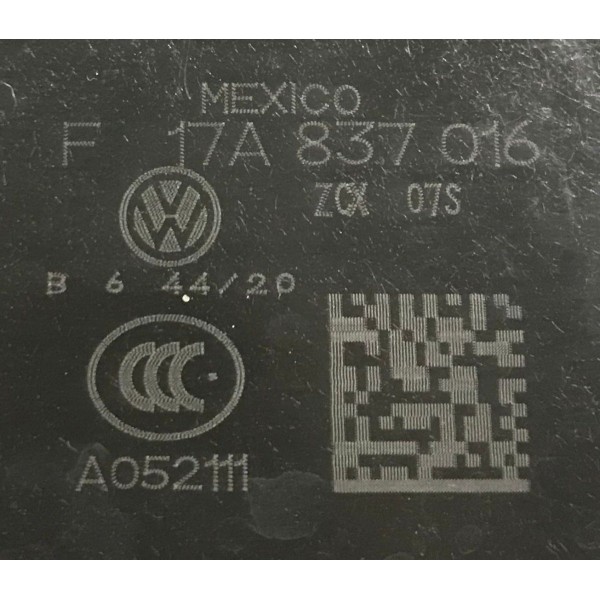 MEXICO
F 17A 837 016
ZCX 07S
B 6 44/20
A052111